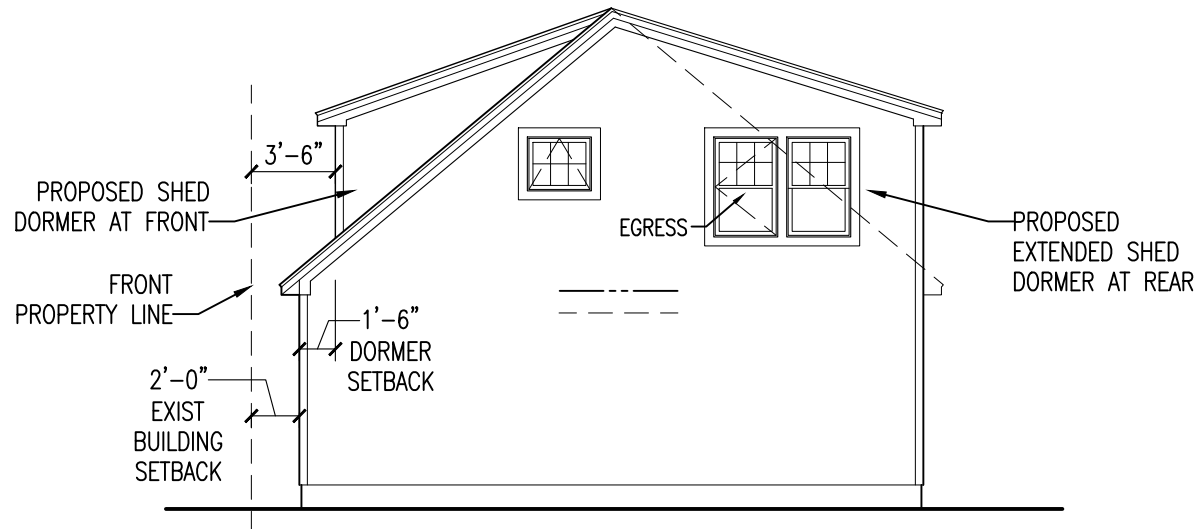 3'-6"
PROPOSED SHED
DORMER AT FRONT
EGRESS
PROPOSED
EXTENDED SHED
DORMER AT REAR
FRONT
PROPERTY LINE
1'-6"
DORMER
SETBACK
2'-0"
EXIST
BUILDING
SETBACK